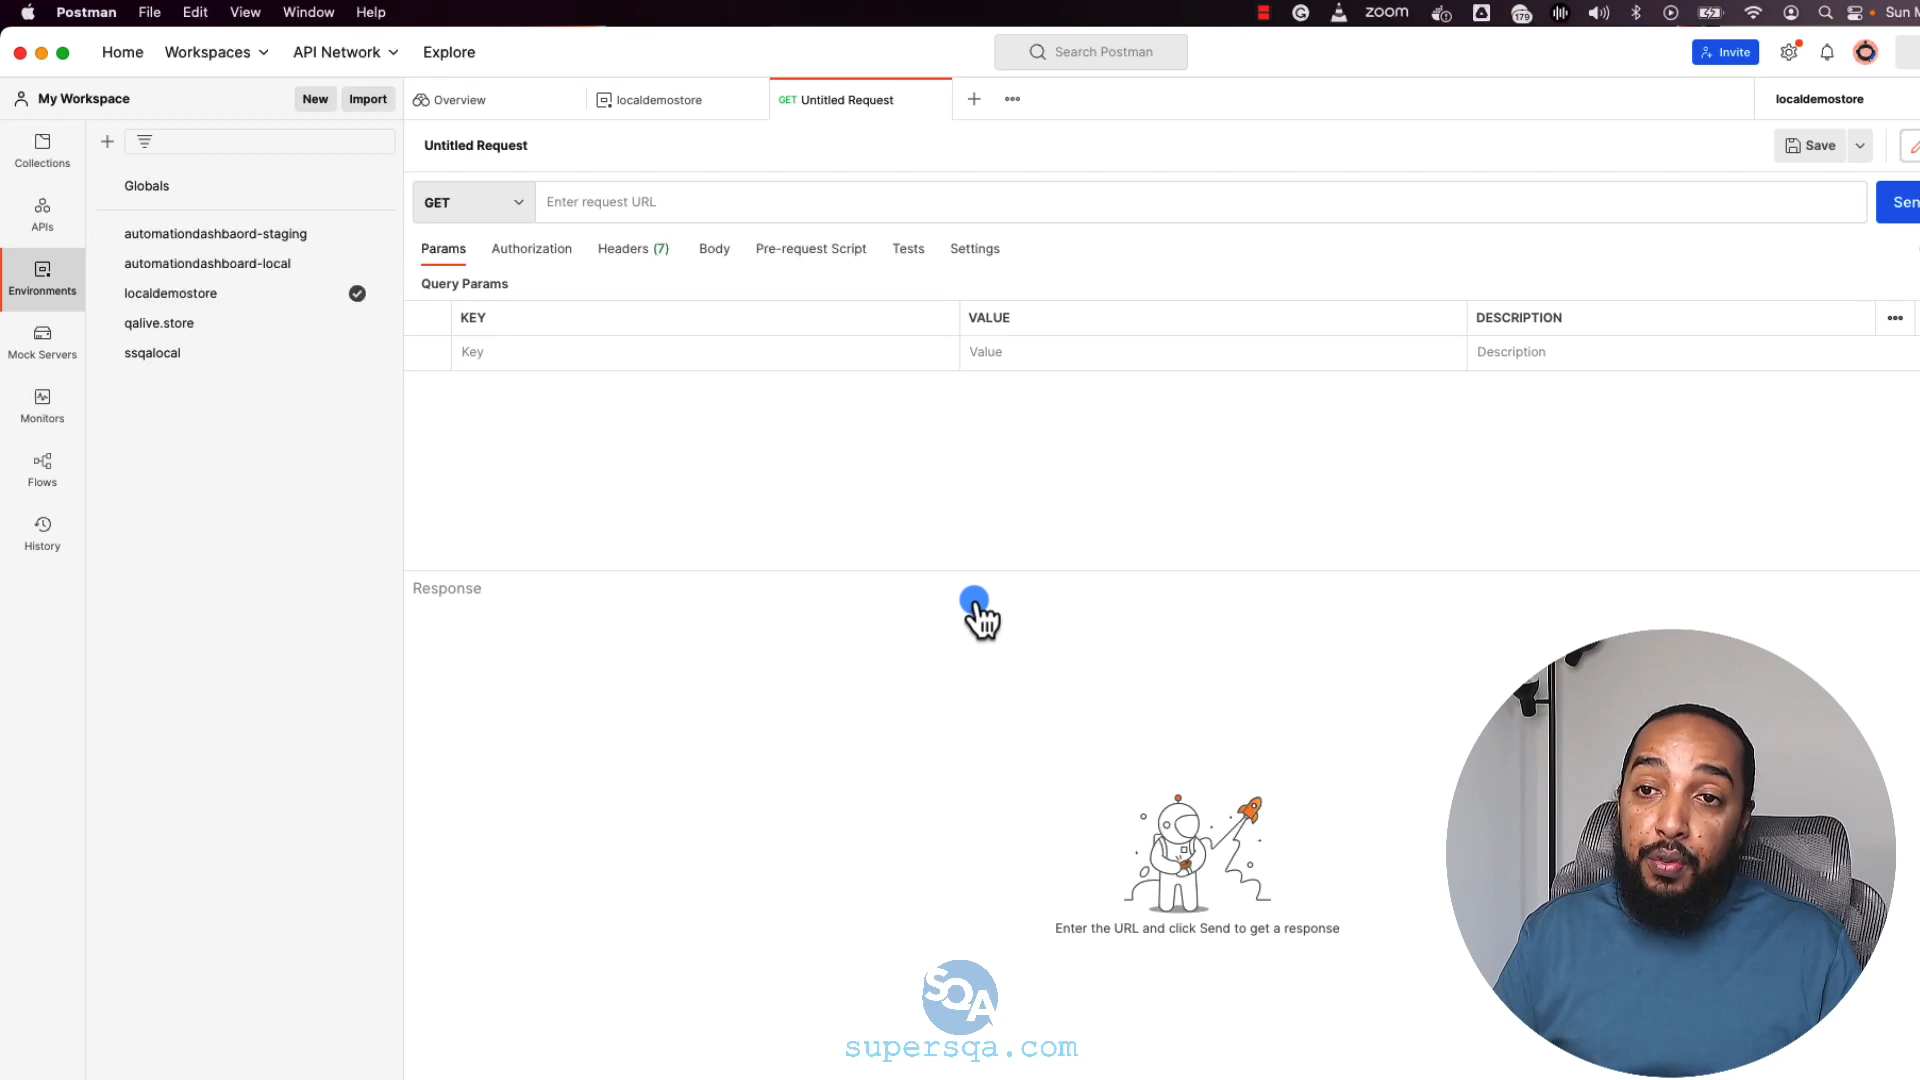 Postman File Edit View Window Help zoom 179 Sun M
Home Workspaces API Network Explore Search Postman Invite
My Workspace New Import Overview localdemostore GET Untitled Request localdemostore
Untitled Request Save
Collections
Globals
GET Enter request URL Sen
APIs
automationdashbaord-staging
Params Authorization Headers (7) Body Pre-request Script Tests Settings
automationdashboard-local
Query Params
Environments
localdemostore
KEY VALUE DESCRIPTION
qalive.store
Mock Servers
ssqalocal
Key Value Description
Monitors
Flows
History
Response
Enter the URL and click Send to get a response
SQA
supersqa.com